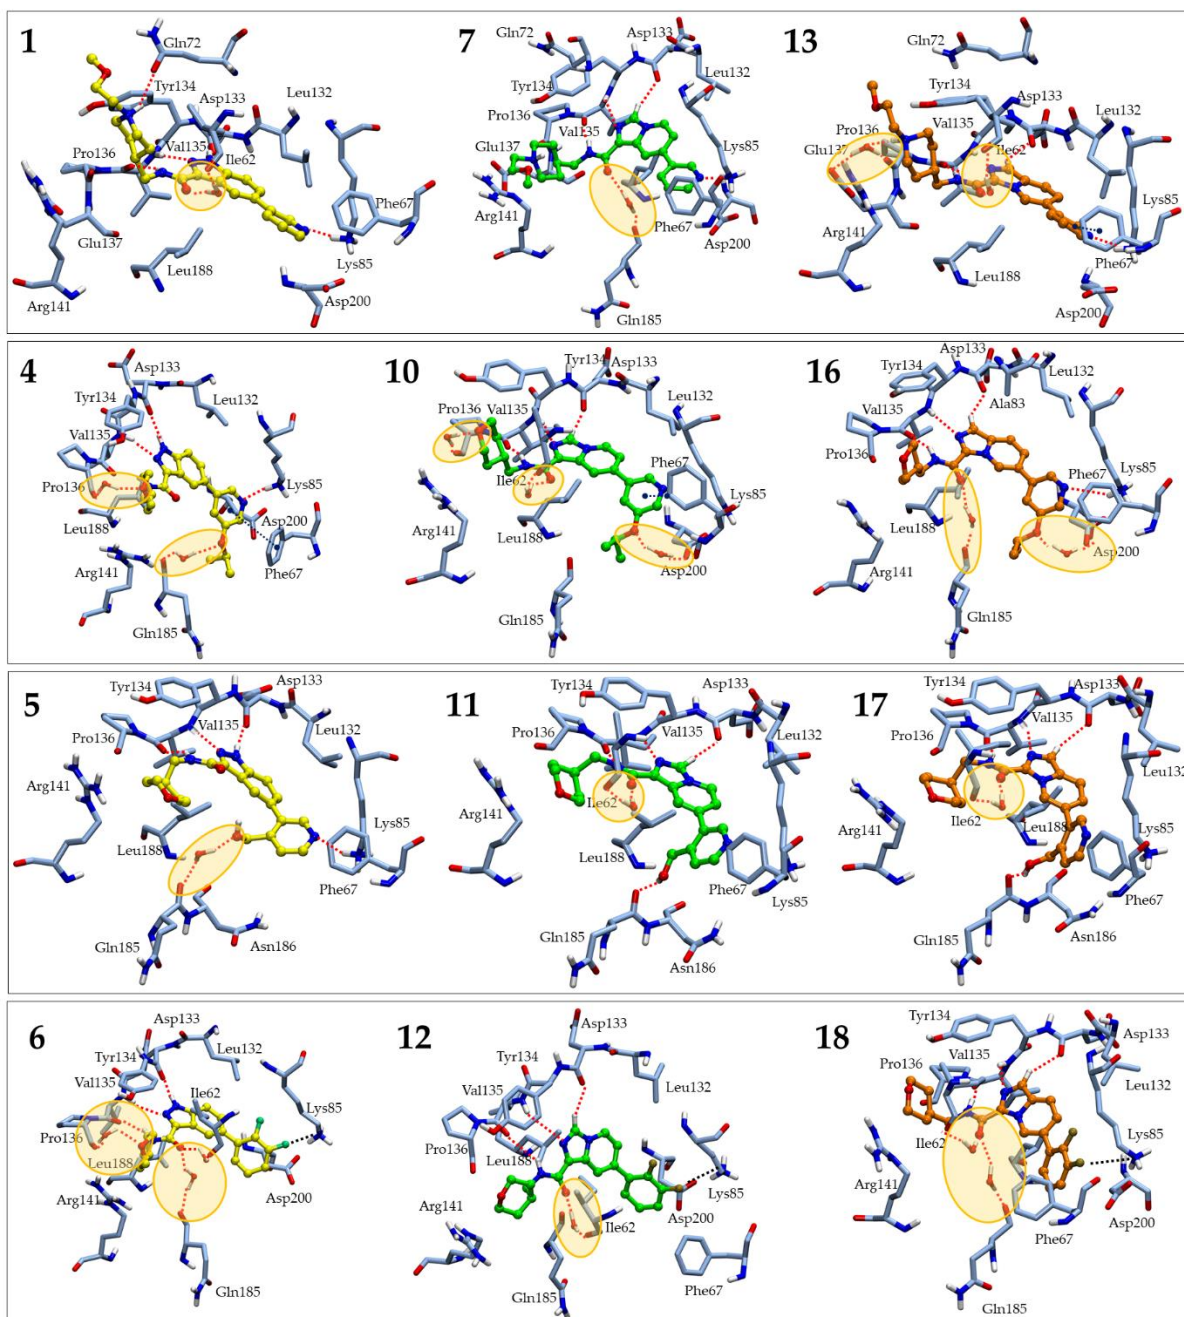 1
Gln72
Tyr134
Asp133
Leu132
Val135
Ile62
Pro136
Phe67
Glu137
Lys85
Leu188
Arg141
Asp200
7
Gln72
Asp133
Tyr134
Leu132
Pro136
Val135
Glu137
Lys85
Arg141
Phe67
Asp200
Gln185
13
Gln72
Tyr134
Asp133
Leu132
Pro136
Val135
Ile62
Glu137
Lys85
Arg141
Phe67
Leu188
Asp200
4
Asp133
Tyr134
Leu132
Val135
Pro136
Lys85
Leu188
Asp200
Arg141
Phe67
Gln185
10
Tyr134
Asp133
Pro136
Val135
Leu132
Phe67
Ile62
Lys85
Arg141
Leu188
Asp200
Gln185
16
Asp133
Tyr134
Leu132
Ala83
Val135
Pro136
Phe67
Lys85
Leu188
Asp200
Arg141
Gln185
5
Tyr134
Asp133
Val135
Leu132
Pro136
Arg141
Lys85
Leu188
Phe67
Gln185
Asn186
11
Tyr134
Asp133
Pro136
Val135
Leu132
Arg141
Ile62
Leu188
Phe67
Lys85
Gln185
Asn186
17
Tyr134
Asp133
Val135
Pro136
Leu132
Arg141
Ile62
Leu188
Lys85
Phe67
Gln185
Asn186
6
Asp133
Tyr134
Leu132
Val135
Ile62
Lys85
Pro136
Leu188
Arg141
Asp200
Gln185
12
Asp133
Tyr134
Leu132
Val135
Pro136
Leu188
Lys85
Arg141
Asp200
Ile62
Gln185
Phe67
18
Tyr134
Asp133
Pro136
Val135
Leu132
Ile62
Lys85
Arg141
Asp200
Phe67
Gln185